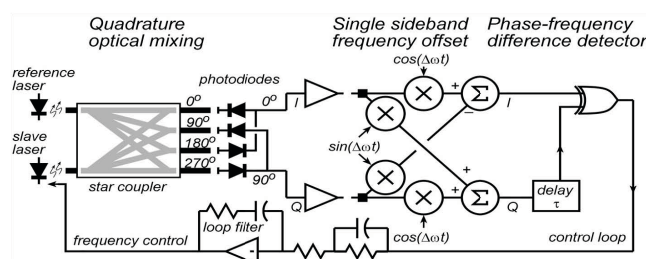 Quadrature
optical mixing
Single sideband
frequency offset
Phase-frequency
difference detector
reference
laser
slave
laser
star coupler
photodiodes
0°
90°
180°
270°
0°
90°
I
Q
cos(Δωt)
sin(Δωt)
cos(Δωt)
+
−
+
+
Σ
Σ
I
Q
delay
τ
loop filter
frequency control
control loop